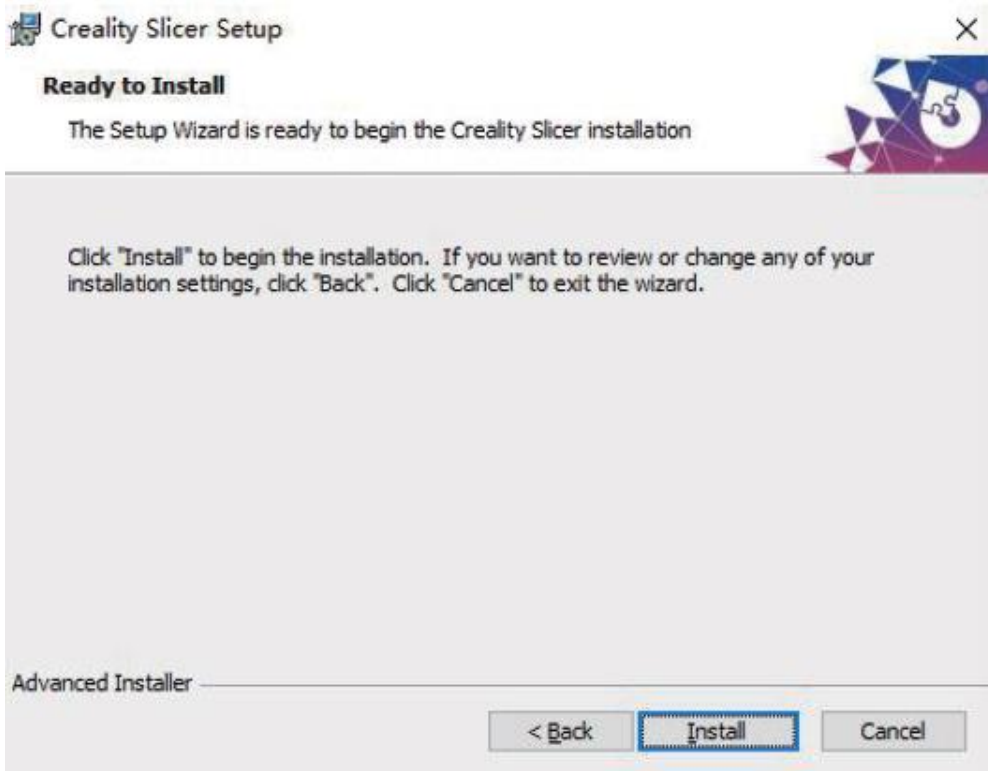 Creality Slicer Setup
Ready to Install
The Setup Wizard is ready to begin the Creality Slicer installation
Click "Install" to begin the installation.  If you want to review or change any of your
installation settings, click "Back".  Click "Cancel" to exit the wizard.
Advanced Installer
< Back
Install
Cancel